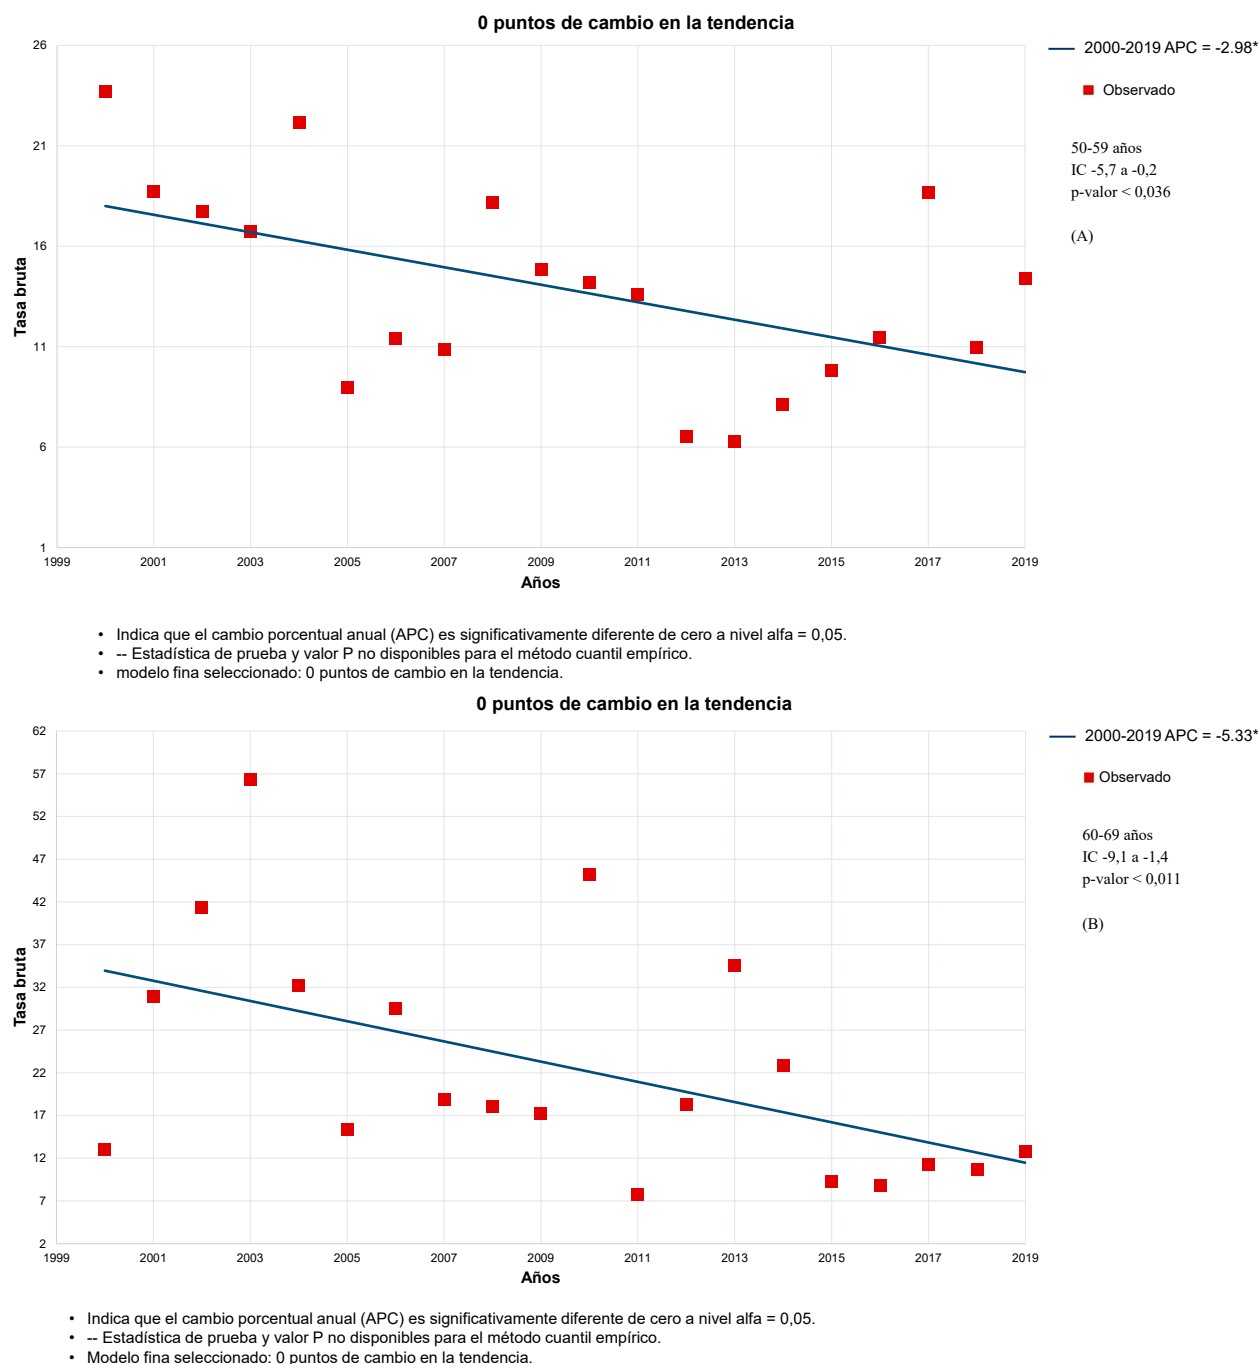 0 puntos de cambio en la tendencia
26
21
16
11
6
1
Tasa bruta
1999
2001
2003
2005
2007
2009
2011
2013
2015
2017
2019
Años
2000-2019 APC = -2.98*
Observado
50-59 años
IC -5,7 a -0,2
p-valor < 0,036
(A)
• Indica que el cambio porcentual anual (APC) es significativamente diferente de cero a nivel alfa = 0,05.
• -- Estadística de prueba y valor P no disponibles para el método cuantil empírico.
• modelo fina seleccionado: 0 puntos de cambio en la tendencia.
0 puntos de cambio en la tendencia
62
57
52
47
42
37
32
27
22
17
12
7
2
Tasa bruta
1999
2001
2003
2005
2007
2009
2011
2013
2015
2017
2019
Años
2000-2019 APC = -5.33*
Observado
60-69 años
IC -9,1 a -1,4
p-valor < 0,011
(B)
• Indica que el cambio porcentual anual (APC) es significativamente diferente de cero a nivel alfa = 0,05.
• -- Estadística de prueba y valor P no disponibles para el método cuantil empírico.
• Modelo fina seleccionado: 0 puntos de cambio en la tendencia.